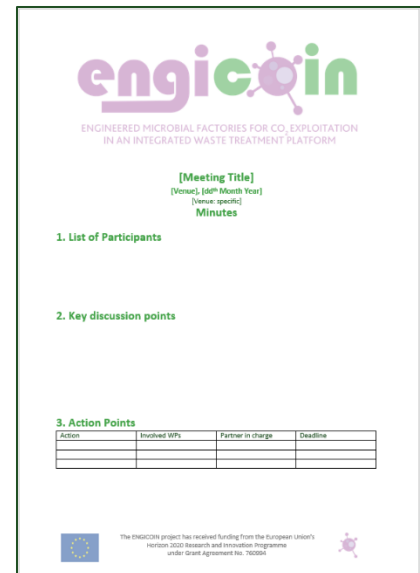 engicoin
ENGINEERED MICROBIAL FACTORIES FOR CO2 EXPLOITATION
IN AN INTEGRATED WASTE TREATMENT PLATFORM
[Meeting Title]
[Venue], [ddth Month Year]
[Venue: specific]
Minutes
1. List of Participants
2. Key discussion points
3. Action Points
Action Involved WPs Partner in charge Deadline
The ENGICOIN project has received funding from the European Union's
Horizon 2020 Research and Innovation Programme
under Grant Agreement No. 760994